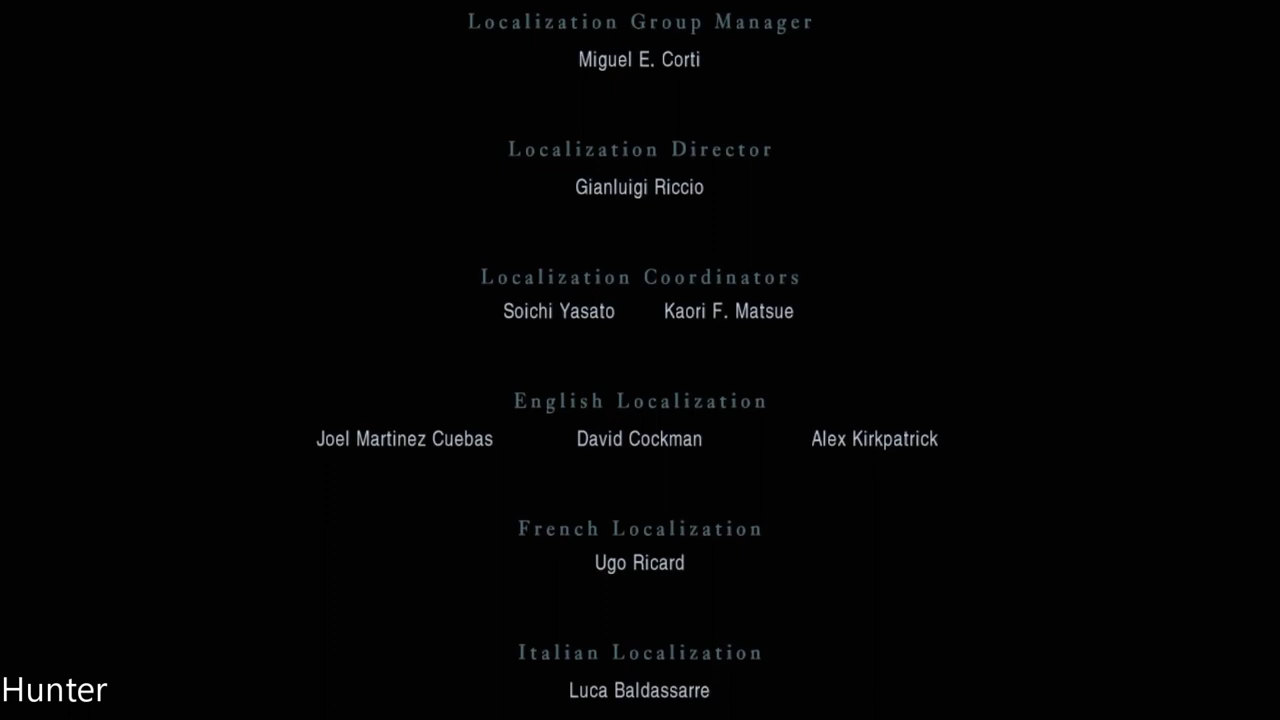 Localization Group Manager
Miguel E. Corti
Localization Director
Gianluigi Riccio
Localization Coordinators
Soichi Yasato Kaori F. Matsue
English Localization
Joel Martinez Cuebas David Cockman Alex Kirkpatrick
French Localization
Ugo Ricard
Italian Localization
Luca Baldassarre
Hunter